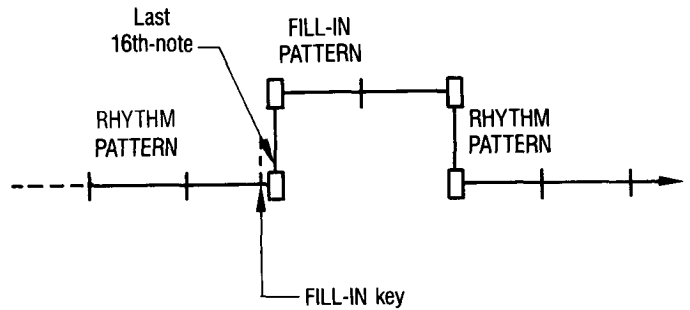 Last
16th-note
FILL-IN
PATTERN
RHYTHM
PATTERN
RHYTHM
PATTERN
FILL-IN key